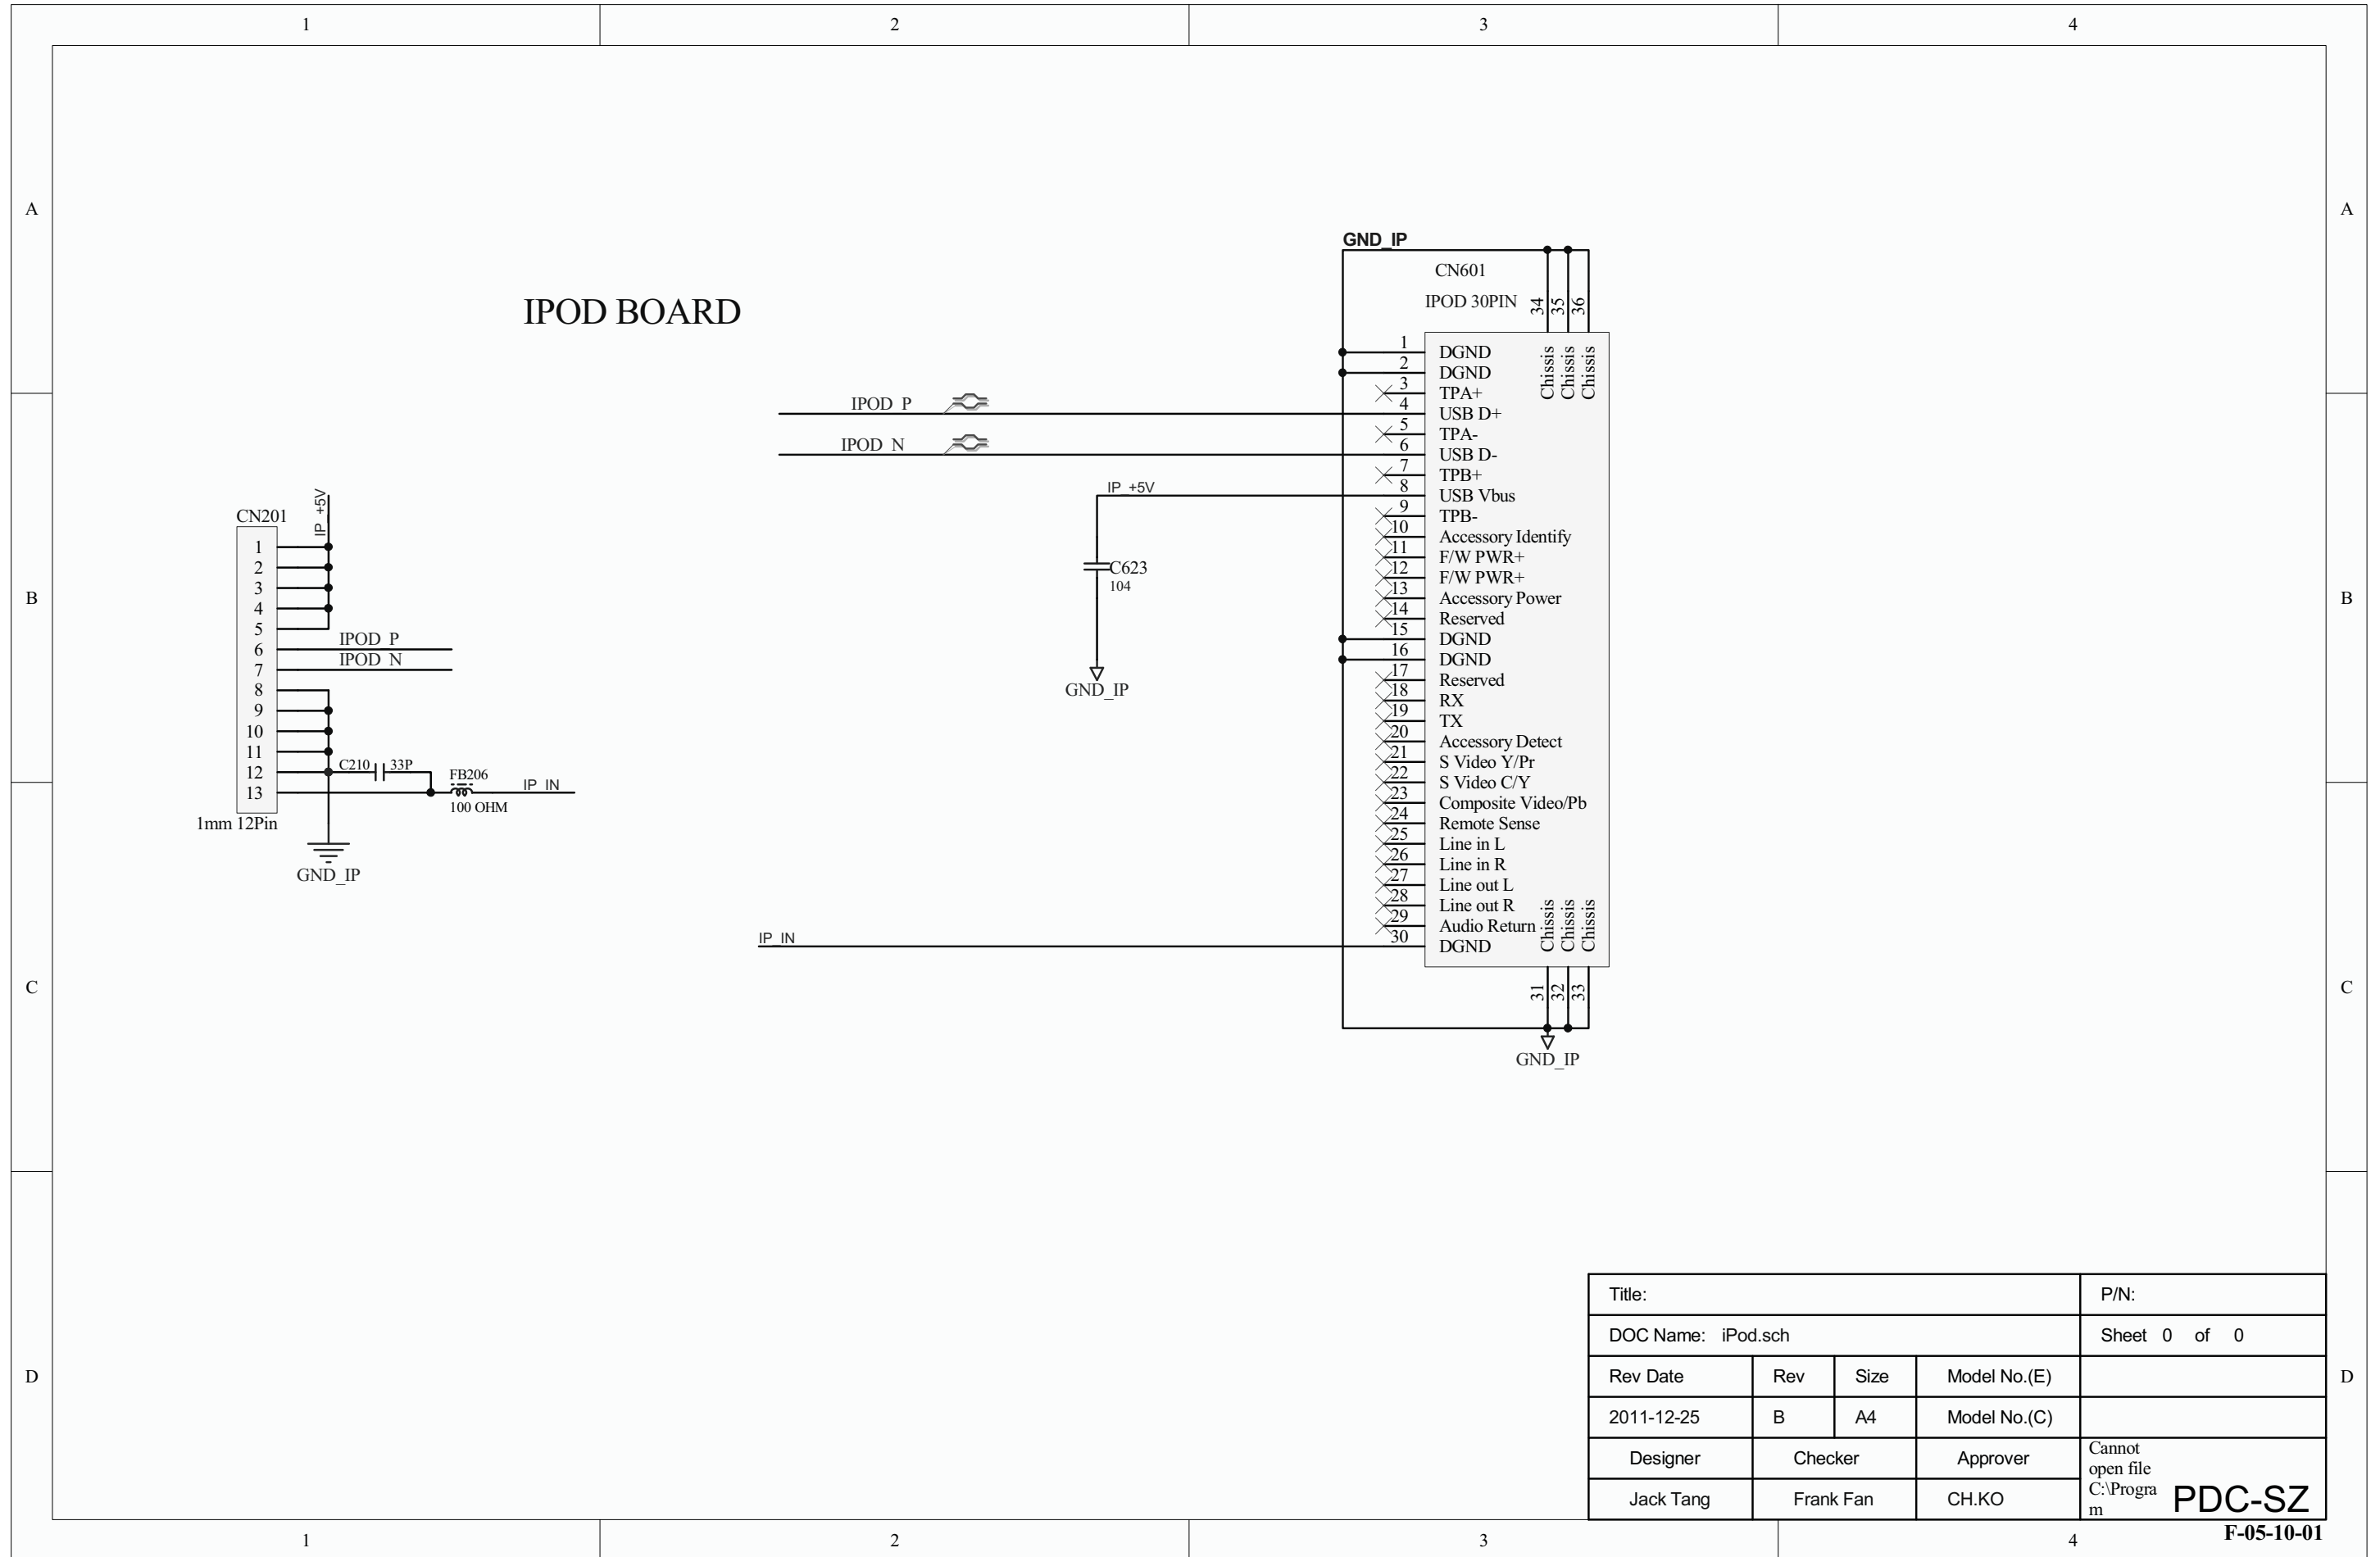 1 2 3 4
A A
GND_IP
CN601
IPOD 30PIN
34 35 36
IPOD BOARD
1 DGND
2 DGND
3 TPA+
Chissis Chissis Chissis
IPOD_P 4 USB D+
5 TPA-
IPOD_N 6 USB D-
7 TPB+
IP_+5V 8 USB Vbus
9 TPB-
10 Accessory Identify
11 F/W PWR+
12 F/W PWR+
13 Accessory Power
14 Reserved
15 DGND
16 DGND
17 Reserved
18 RX
19 TX
20 Accessory Detect
21 S Video Y/Pr
22 S Video C/Y
23 Composite Video/Pb
24 Remote Sense
25 Line in L
26 Line in R
27 Line out L
28 Line out R
29 Audio Return
IP_IN 30 DGND
Chissis Chissis Chissis
31 32 33
GND_IP
C623
104
GND_IP
CN201
IP_+5V
1
2
3
4
5
6 IPOD_P
7 IPOD_N
8
9
10
11
12 C210 33P
13 FB206 IP_IN
100 OHM
1mm 12Pin
GND_IP
B B
C C
D D
Title: P/N:
DOC Name: iPod.sch Sheet 0 of 0
Rev Date Rev Size Model No.(E)
2011-12-25 B A4 Model No.(C)
Designer Checker Approver
Jack Tang Frank Fan CH.KO
Cannot
open file
C:\Progra
m
PDC-SZ
F-05-10-01
1 2 3 4